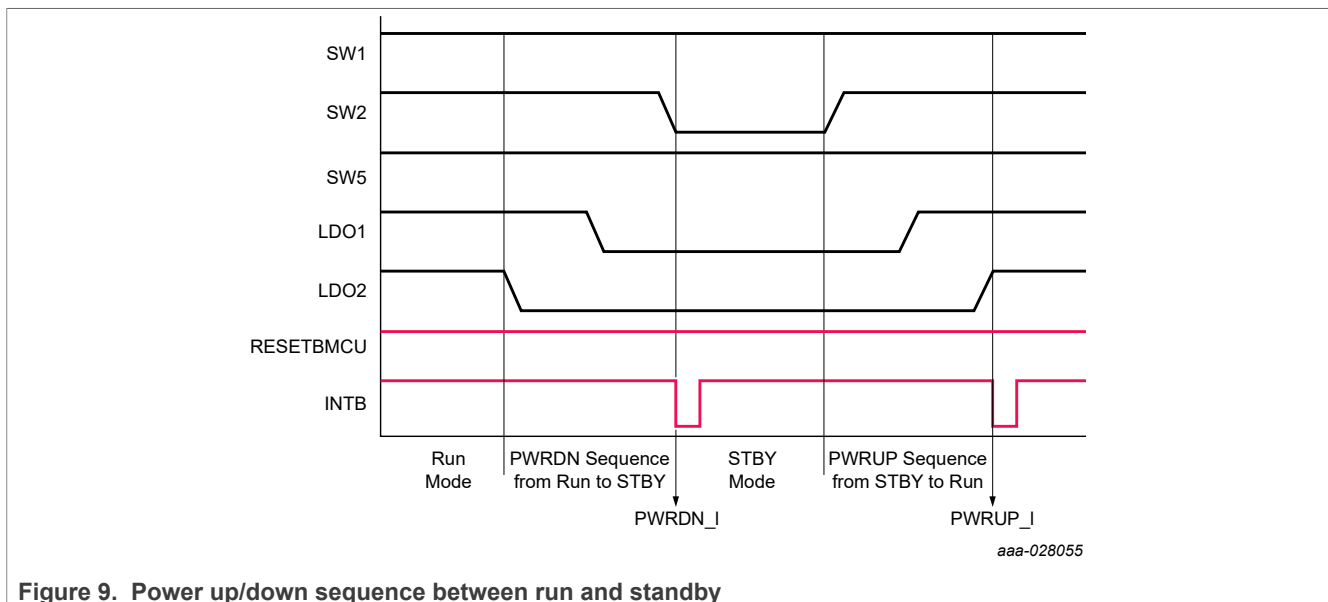 SW1
SW2
SW5
LDO1
LDO2
RESETBMCU
INTB
Run
Mode
PWRDN Sequence
from Run to STBY
STBY
Mode
PWRUP Sequence
from STBY to Run
PWRDN_I
PWRUP_I
aaa-028055
Figure 9. Power up/down sequence between run and standby